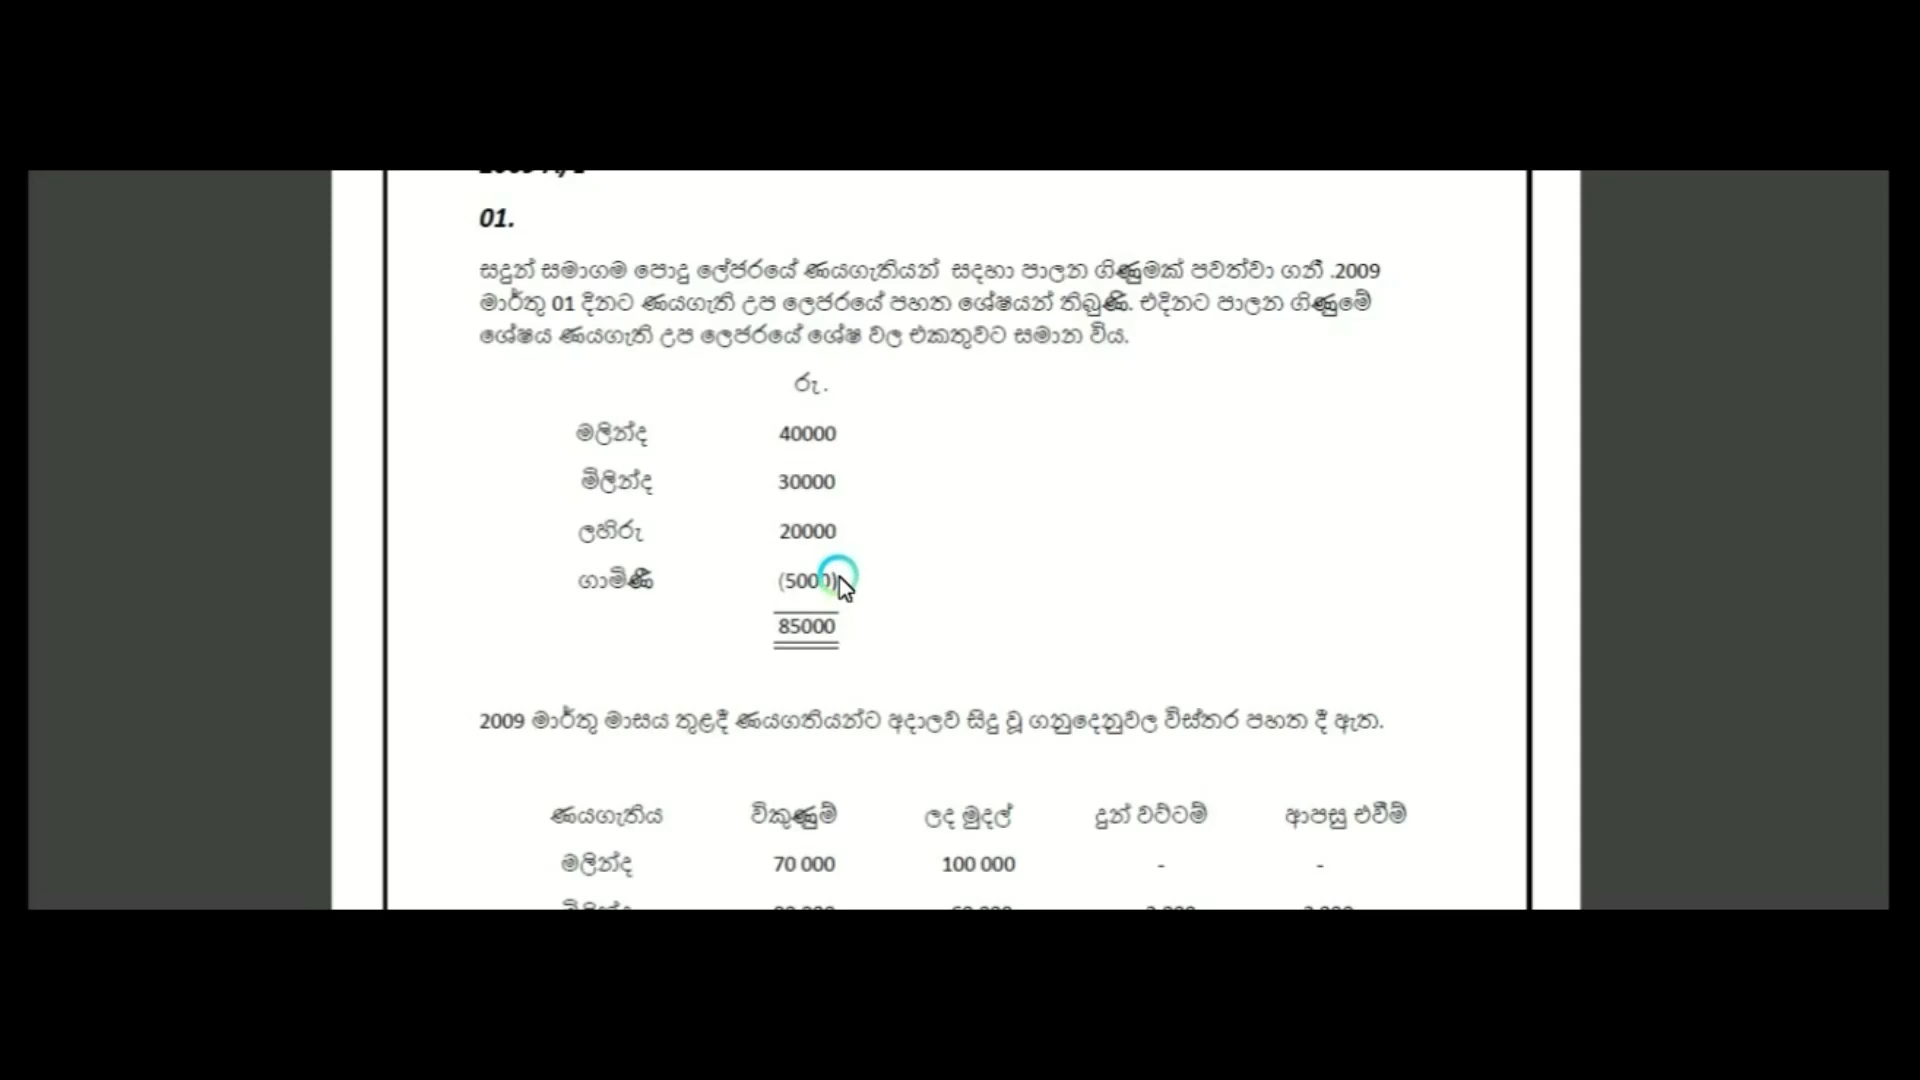 01.
සදුන් සමාගම පොදු ලේජරයේ ණයගැතියන් සදහා පාලන ගිණුමක් පවත්වා ගනී .2009
මාර්තු 01 දිනට ණයගැති උප ලෙජරයේ පහත ශේෂයන් තිබුණි. එදිනට පාලන ගිණුමේ
ශේෂය ණයගැති උප ලෙජරයේ ශේෂ වල එකතුවට සමාන විය.
රු.
මලින්ද 40000
මිලින්ද 30000
ලහිරු 20000
ගාමිණී (5000)
85000
2009 මාර්තු මාසය තුළදී ණයගතියන්ට අදාලව සිදු වූ ගනුදෙනුවල විස්තර පහත දී ඇත.
ණයගැතිය විකුණුම් ලද මුදල් දුන් වට්ටම් ආපසු එවීම්
මලින්ද 70 000 100 000 - -